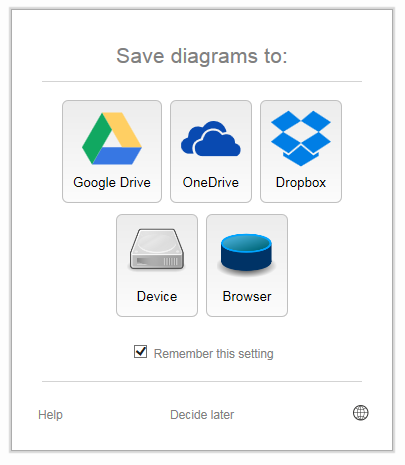 Save diagrams to:
Google Drive
OneDrive
Dropbox
Device
Browser
Remember this setting
Help
Decide later